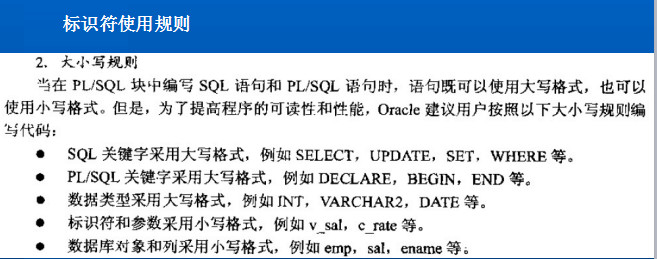 标识符使用规则
2. 大小写规则
当在 PL/SQL 块中编写 SQL 语句和 PL/SQL 语句时，语句既可以使用大写格式，也可以
使用小写格式。但是，为了提高程序的可读性和性能，Oracle 建议用户按照以下大小写规则编
写代码：
● SQL 关键字采用大写格式，例如 SELECT，UPDATE，SET，WHERE 等。
● PL/SQL 关键字采用大写格式，例如 DECLARE，BEGIN，END 等。
● 数据类型采用大写格式，例如 INT，VARCHAR2，DATE 等。
● 标识符和参数采用小写格式，例如 v_sal，c_rate 等。
● 数据库对象和列采用小写格式，例如 emp，sal，ename 等。